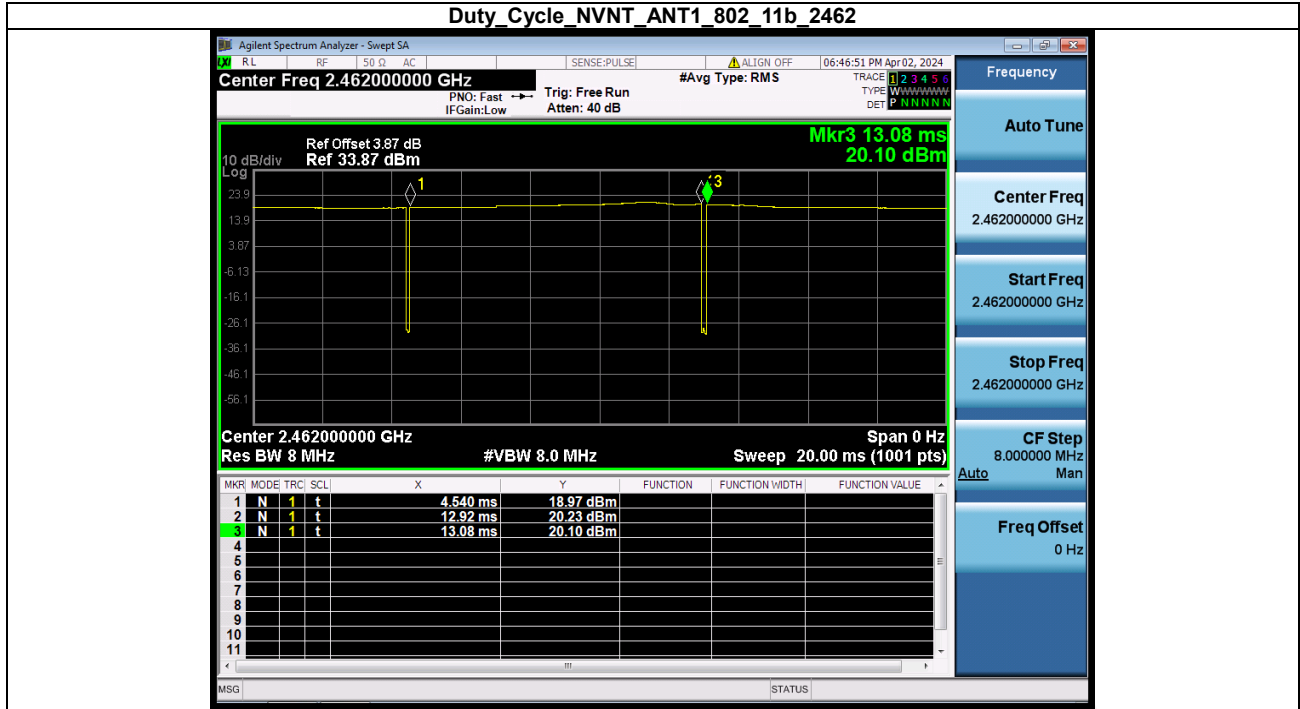 Duty_Cycle_NVNT_ANT1_802_11b_2462
Agilent Spectrum Analyzer - Swept SA
RL RF 50 Ω AC SENSE:PULSE ALIGN OFF 06:46:51 PM Apr 02, 2024
Center Freq 2.462000000 GHz #Avg Type: RMS TRACE 1 2 3 4 5 6
PNO: Fast Trig: Free Run TYPE WWWWWWW
IFGain:Low Atten: 40 dB DET P N N N N N
Frequency
Auto Tune
Mkr3 13.08 ms
20.10 dBm
Ref Offset 3.87 dB
10 dB/div Ref 33.87 dBm
Log
1
3
23.9
13.9
3.87
-6.13
-16.1
-26.1
-36.1
-46.1
-56.1
Center Freq
2.462000000 GHz
Start Freq
2.462000000 GHz
Stop Freq
2.462000000 GHz
Center 2.462000000 GHz Span 0 Hz
Res BW 8 MHz #VBW 8.0 MHz Sweep 20.00 ms (1001 pts)
CF Step
8.000000 MHz
Auto Man
MKR MODE TRC SCL X Y FUNCTION FUNCTION WIDTH FUNCTION VALUE
1 N 1 t 4.540 ms 18.97 dBm
2 N 1 t 12.92 ms 20.23 dBm
3 N 1 t 13.08 ms 20.10 dBm
4
5
6
7
8
9
10
11
Freq Offset
0 Hz
MSG STATUS